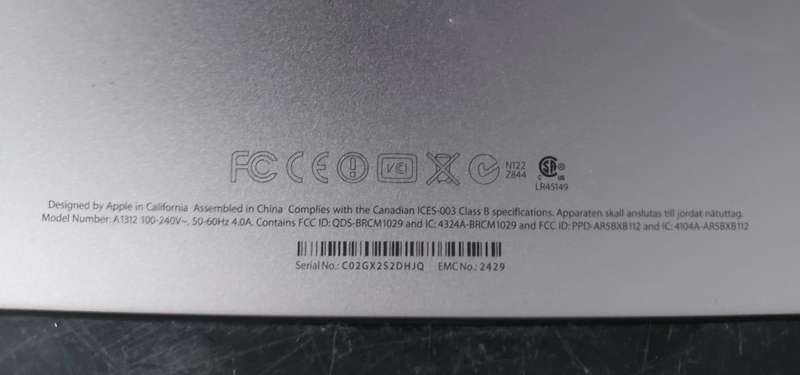 FC CE VCI N122
Z844
C US
LR45149
Designed by Apple in California Assembled in China Complies with the Canadian ICES-003 Class B specifications. Apparaten skall anslutas till jordat nätuttag.
Model Number: A1312 100-240V~, 50-60Hz 4.0A. Contains FCC ID: QDS-BRCM1029 and IC: 4324A-BRCM1029 and FCC ID: PPD-AR5BXB112 and IC: 4104A-AR5BXB112
Serial No.: C02GX2S2DHJQ EMC No.: 2429